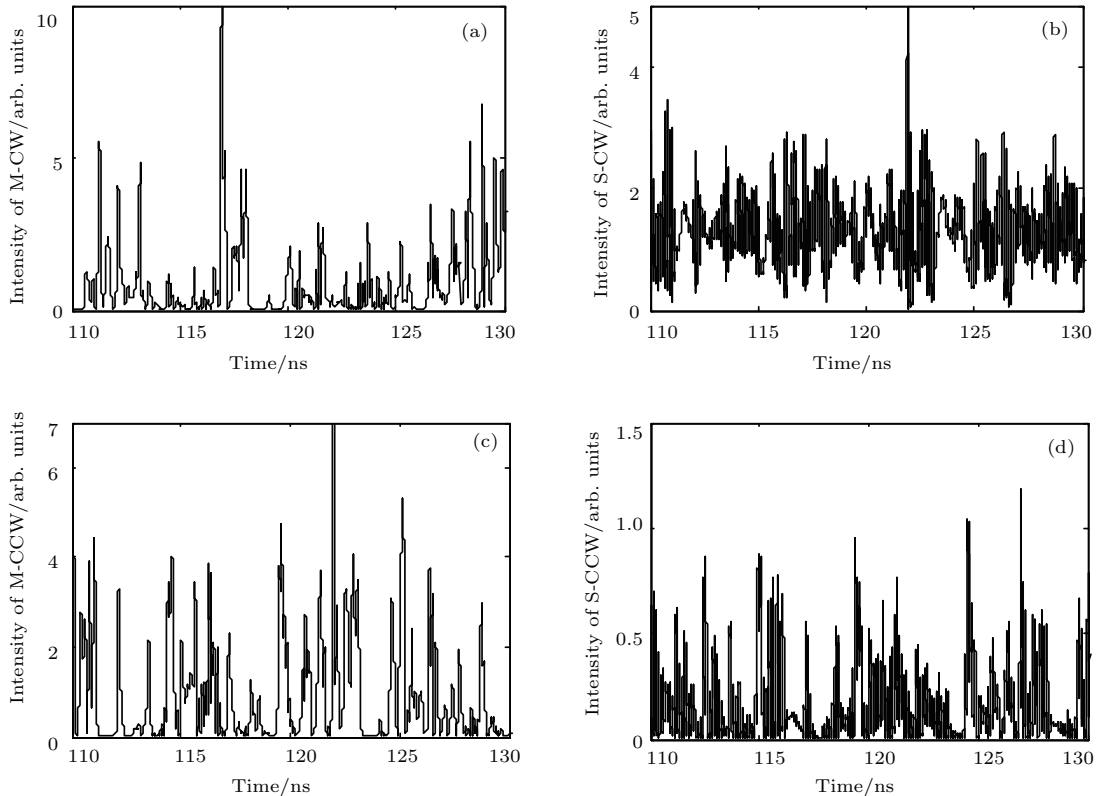 (a)
Intensity of M-CW/arb. units
10
5
0
110 115 120 125 130
Time/ns
(b)
Intensity of S-CW/arb. units
5
4
2
0
110 115 120 125 130
Time/ns
(c)
Intensity of M-CCW/arb. units
7
6
4
2
0
110 115 120 125 130
Time/ns
(d)
Intensity of S-CCW/arb. units
1.5
1.0
0.5
0
110 115 120 125 130
Time/ns